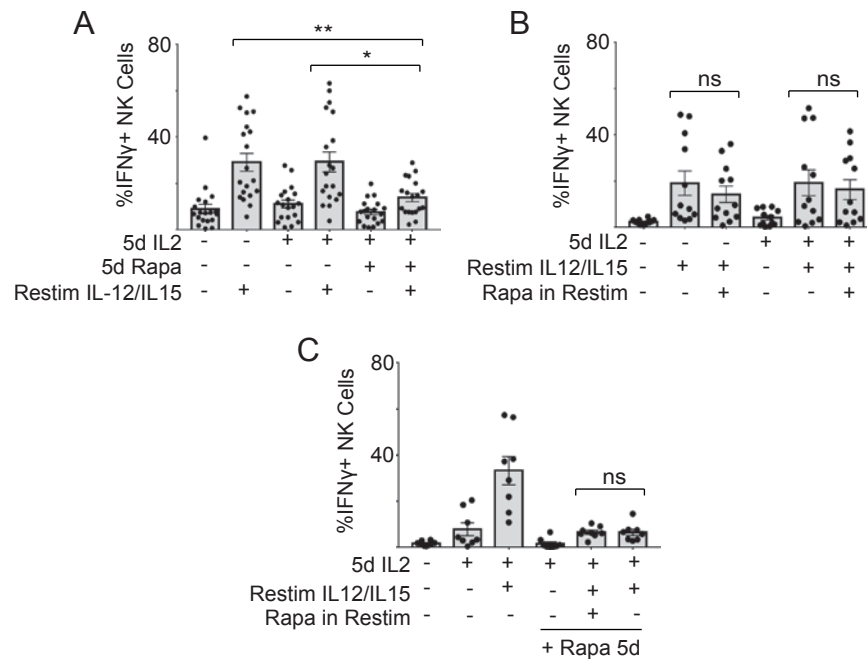 A
80
40
%IFNγ+ NK Cells
**
*
5d IL2 - - + + + +
5d Rapa - - - - + +
Restim IL-12/IL15 - + - + - +
B
80
40
%IFNγ+ NK Cells
ns
ns
5d IL2 - - - + + +
Restim IL12/IL15 - + + - + +
Rapa in Restim - - + - - +
C
80
40
%IFNγ+ NK Cells
ns
5d IL2 - + + + + +
Restim IL12/IL15 - - + - + +
Rapa in Restim - - - - + -
+ Rapa 5d